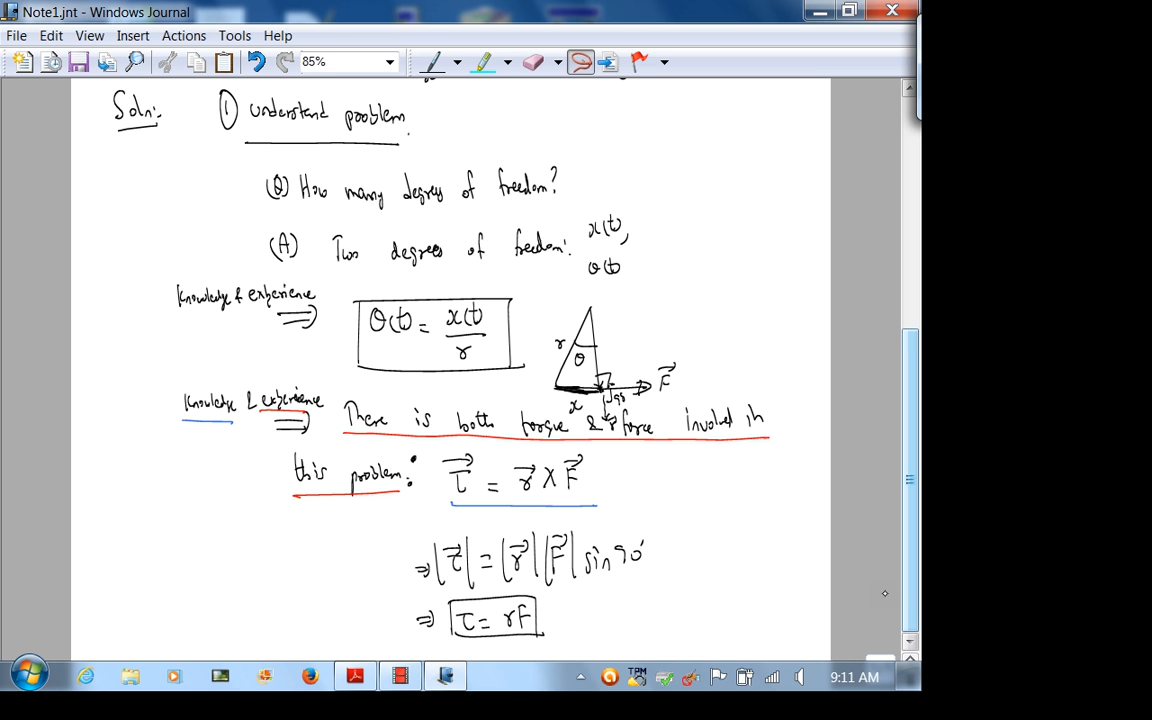 Note1.jnt - Windows Journal
File Edit View Insert Actions Tools Help
85%
Soln: ① understand problem.
(Q) How many degrees of freedom?
(A) Two degrees of freedom: x(t),
θ(t)
Knowledge & experience
⇒ θ(t) = x(t)/r
r θ
x F⃗
90°
Knowledge & experience
⇒ There is both torque & force involved in
this problem: τ⃗ = r⃗ X F⃗
⇒ |τ⃗| = |r⃗| |F⃗| sin 90°
⇒ τ = rF
TPM
9:11 AM